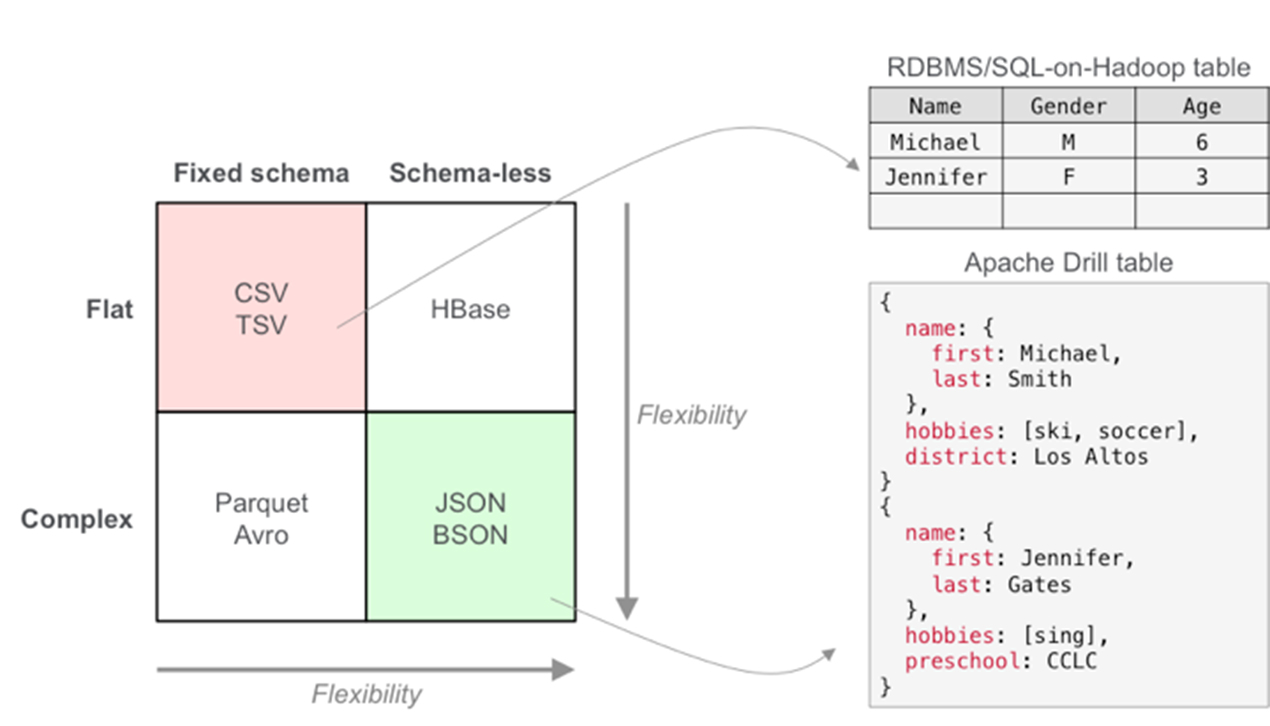 RDBMS/SQL-on-Hadoop table
Name Gender Age
Michael M 6
Jennifer F 3
Fixed schema Schema-less
Flat
CSV
TSV
HBase
Complex
Parquet
Avro
JSON
BSON
Flexibility
Flexibility
Apache Drill table
{
name: {
first: Michael,
last: Smith
},
hobbies: [ski, soccer],
district: Los Altos
}
{
name: {
first: Jennifer,
last: Gates
},
hobbies: [sing],
preschool: CCLC
}